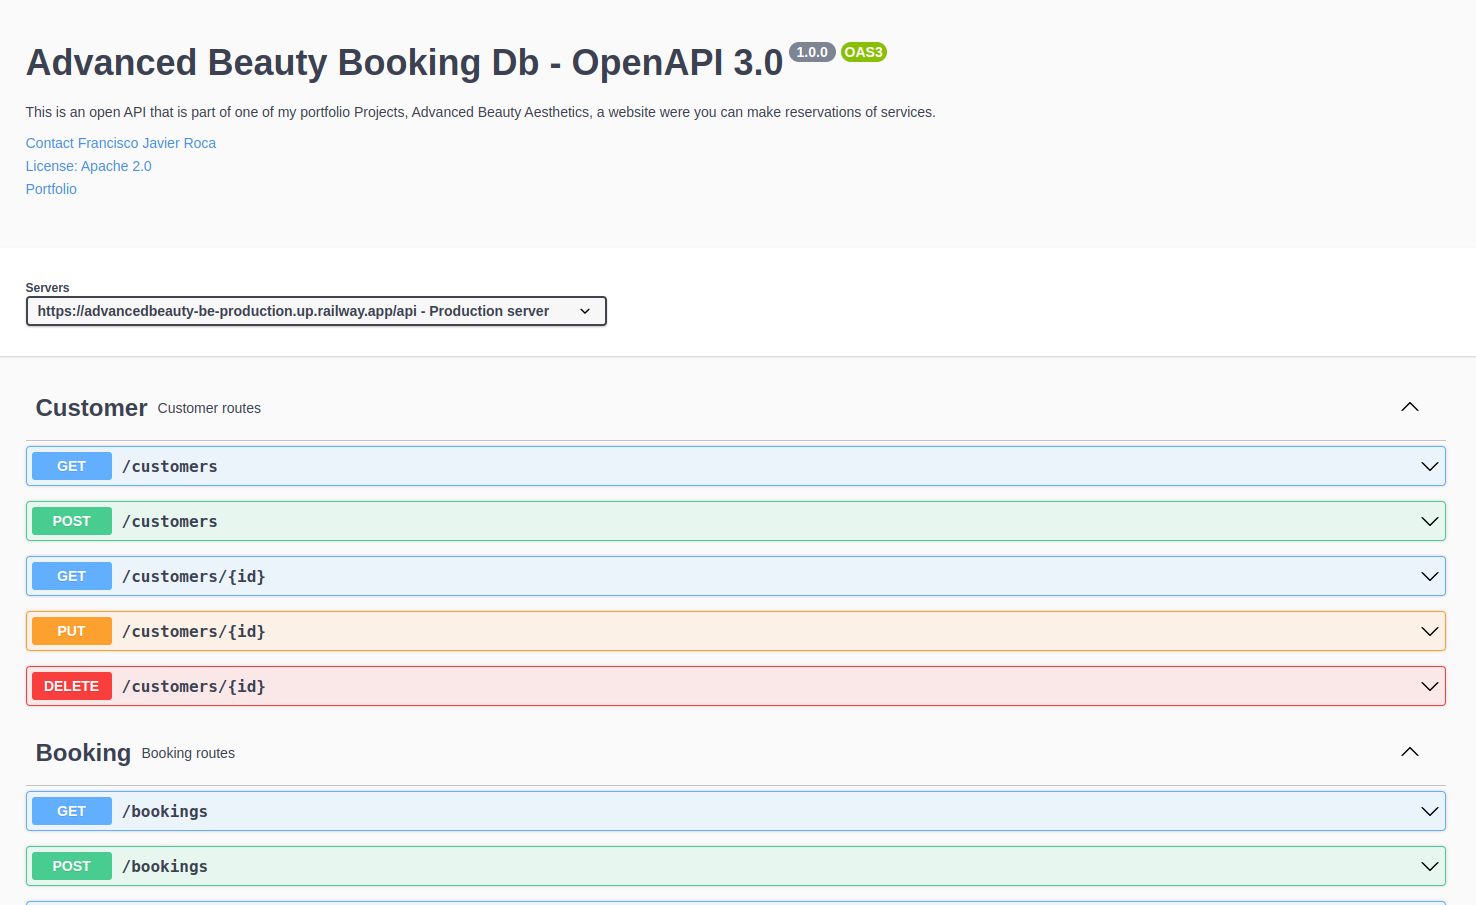 Advanced Beauty Booking Db - OpenAPI 3.0 1.0.0 OAS3
This is an open API that is part of one of my portfolio Projects, Advanced Beauty Aesthetics, a website were you can make reservations of services.
Contact Francisco Javier Roca
License: Apache 2.0
Portfolio
Servers
https://advancedbeauty-be-production.up.railway.app/api - Production server
Customer Customer routes
GET /customers
POST /customers
GET /customers/{id}
PUT /customers/{id}
DELETE /customers/{id}
Booking Booking routes
GET /bookings
POST /bookings